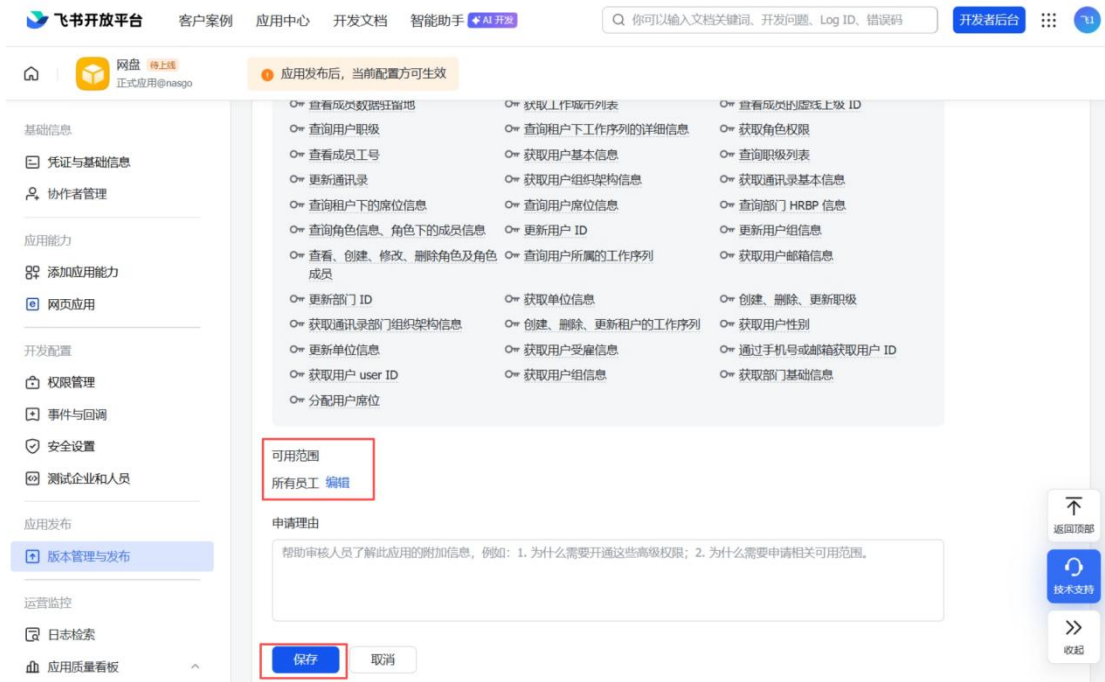 飞书开放平台 客户案例 应用中心 开发文档 智能助手 AI 开发 你可以输入文档关键词、开发问题、Log ID、错误码 开发者后台
网盘 待上线
正式应用@nasgo
应用发布后，当前配置方可生效
基础信息
凭证与基础信息
协作者管理
应用能力
添加应用能力
网页应用
开发配置
权限管理
事件与回调
安全设置
测试企业和人员
应用发布
版本管理与发布
运营监控
日志检索
应用质量看板
查看成员数据驻留地 获取工作城市列表 查看成员的虚线上级 ID
查询用户职级 查询租户下工作序列的详细信息 获取角色权限
查看成员工号 获取用户基本信息 查询职级列表
更新通讯录 获取用户组织架构信息 获取通讯录基本信息
查询租户下的席位信息 查询用户席位信息 查询部门 HRBP 信息
查询角色信息、角色下的成员信息 更新用户 ID 更新用户组信息
查看、创建、修改、删除角色及角色 查询用户所属的工作序列 获取用户邮箱信息
成员
更新部门 ID 获取单位信息 创建、删除、更新职级
获取通讯录部门组织架构信息 创建、删除、更新租户的工作序列 获取用户性别
更新单位信息 获取用户受雇信息 通过手机号或邮箱获取用户 ID
获取用户 user ID 获取用户组信息 获取部门基础信息
分配用户席位
可用范围
所有员工 编辑
申请理由
帮助审核人员了解此应用的附加信息，例如：1. 为什么需要开通这些高级权限；2. 为什么需要申请相关可用范围。
保存 取消
返回顶部
技术支持
收起